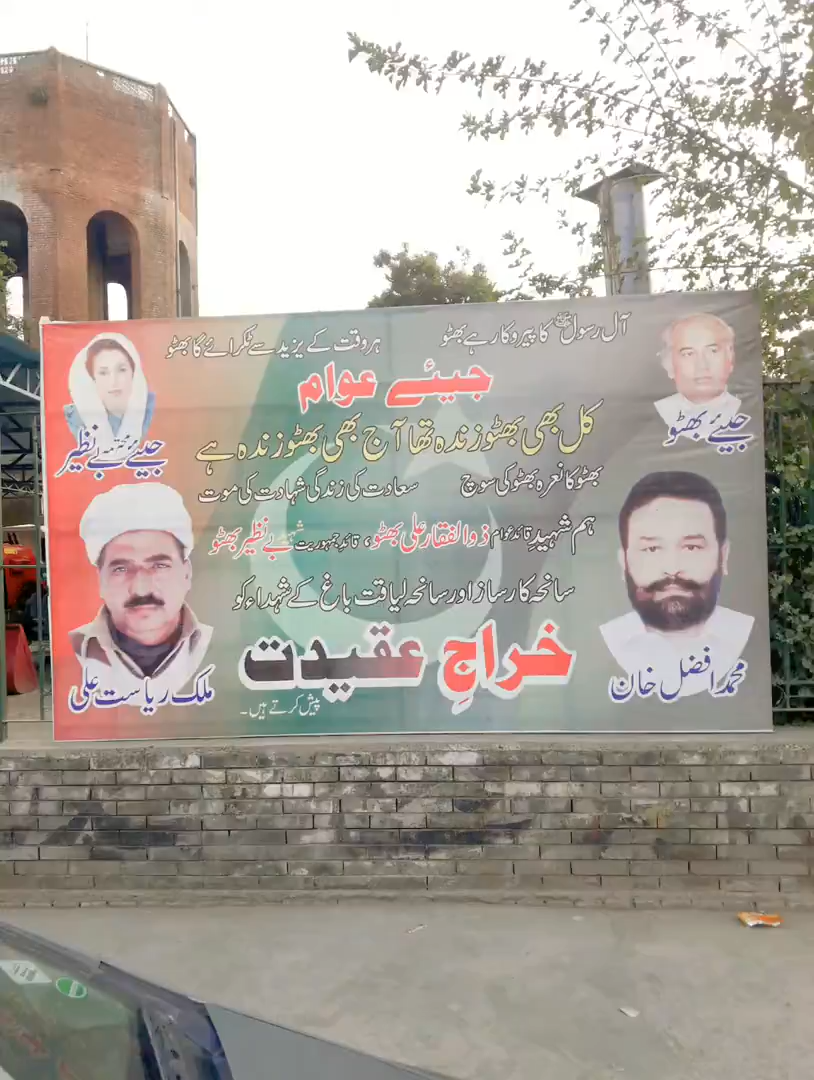 آل رسولﷺ کا پیروکار ہے بھٹو ہر وقت کے یزید سے ٹکرائے گا بھٹو
جیئے عوام
کل بھی بھٹو زندہ تھا آج بھی بھٹو زندہ ہے
جیئے بھٹو
جیئے محترمہ بے نظیر
بھٹو کا نعرہ بھٹو کی سوچ سعادت کی زندگی شہادت کی موت
ہم شہیدِ قائد عوام ذوالفقار علی بھٹو، قائدِ جمہوریت شہید بے نظیر بھٹو
سانحہ کارساز اور سانحہ لیاقت باغ کے شہداء کو
خراجِ عقیدت
پیش کرتے ہیں۔
محمد افضل خان
ملک ریاست علی